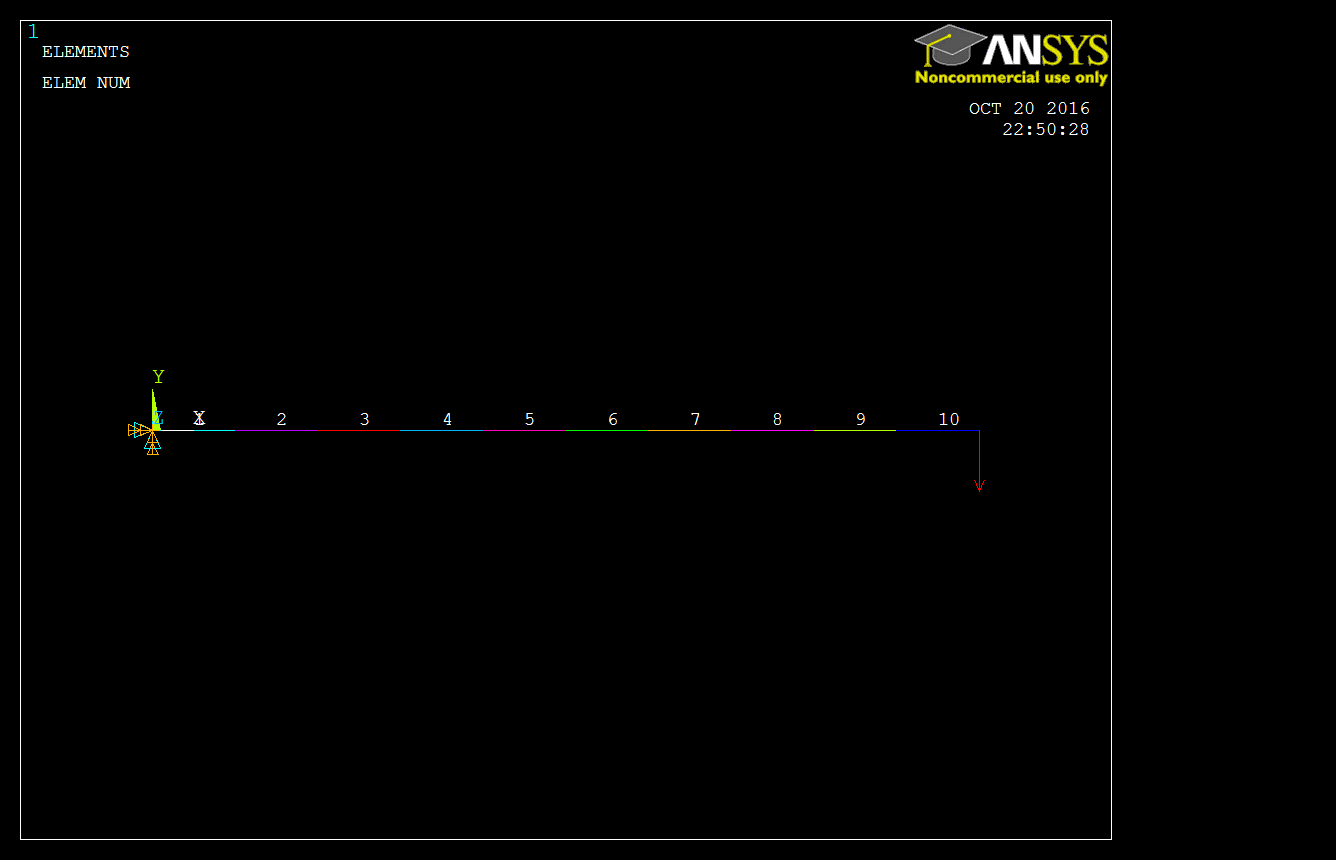 1
ELEMENTS
ELEM NUM
ANSYS
Noncommercial use only
OCT 20 2016
22:50:28
Y
Z X 1 2 3 4 5 6 7 8 9 10